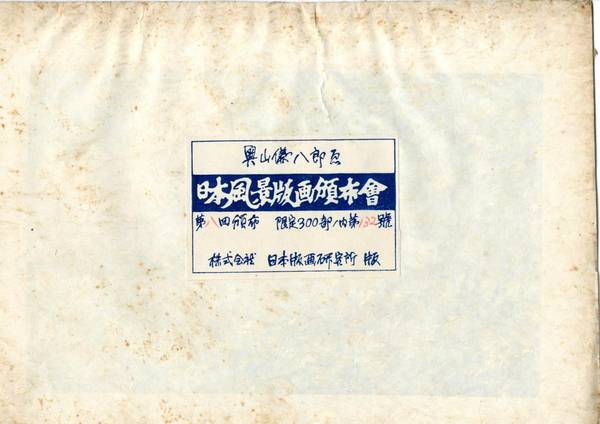 奥山儀八郎画
日本風景版画頒布會
第八回頒布 限定300部ノ内第132號
株式会社 日本版画研究所 版